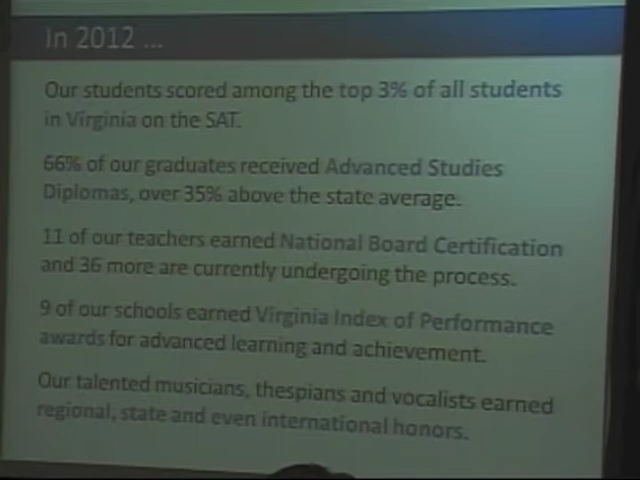 In 2012 ...
Our students scored among the top 3% of all students
in Virginia on the SAT.
66% of our graduates received Advanced Studies
Diplomas, over 35% above the state average.
11 of our teachers earned National Board Certification
and 36 more are currently undergoing the process.
9 of our schools earned Virginia Index of Performance
awards for advanced learning and achievement.
Our talented musicians, thespians and vocalists earned
regional, state and even international honors.